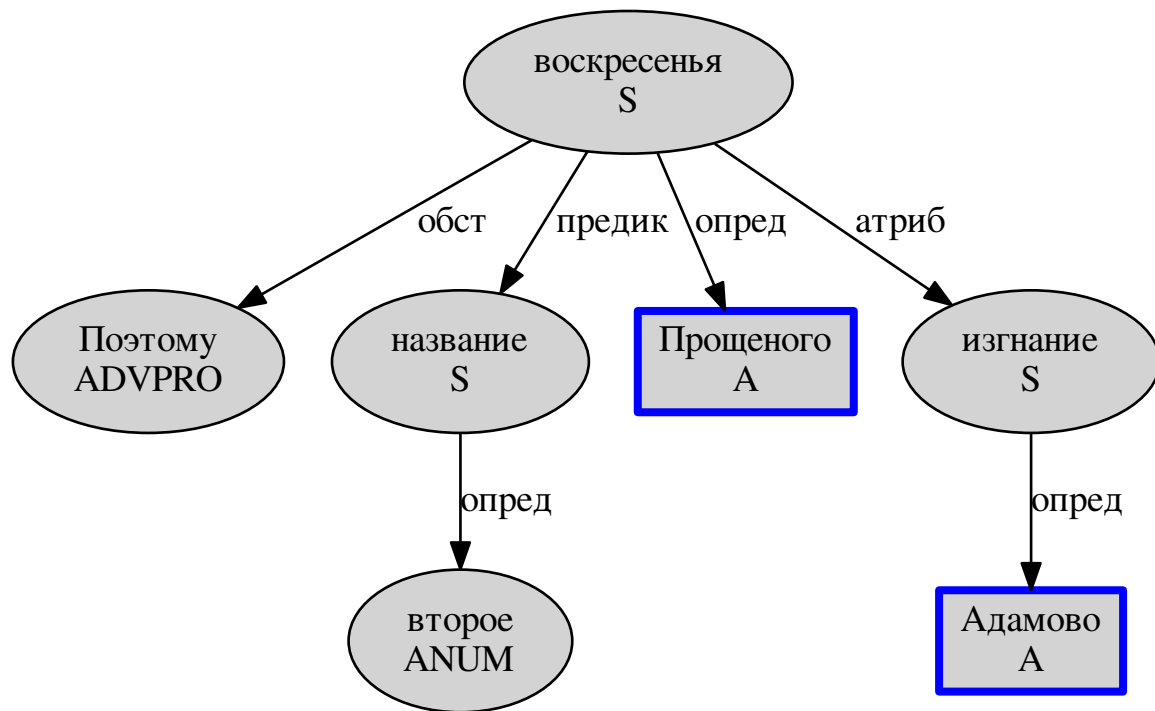 воскресенья
S
обст
предик
опред
атриб
Поэтому
ADVPRO
название
S
Прощеного
A
изгнание
S
опред
опред
второе
ANUM
Адамово
A